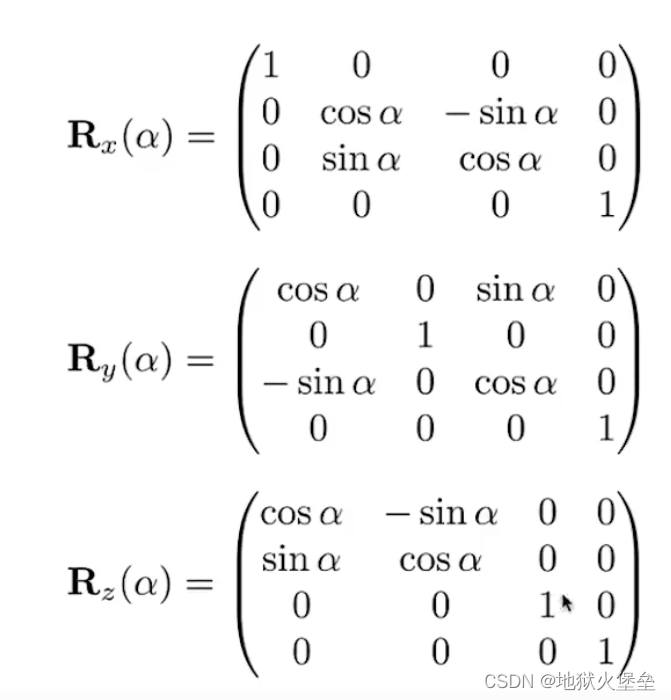 1 0 0 0
0 cos α − sin α 0
R_x(α) =
0 sin α cos α 0
0 0 0 1
cos α 0 sin α 0
0 1 0 0
R_y(α) =
− sin α 0 cos α 0
0 0 0 1
cos α − sin α 0 0
sin α cos α 0 0
R_z(α) =
0 0 1 0
0 0 0 1
CSDN @地狱火堡垒